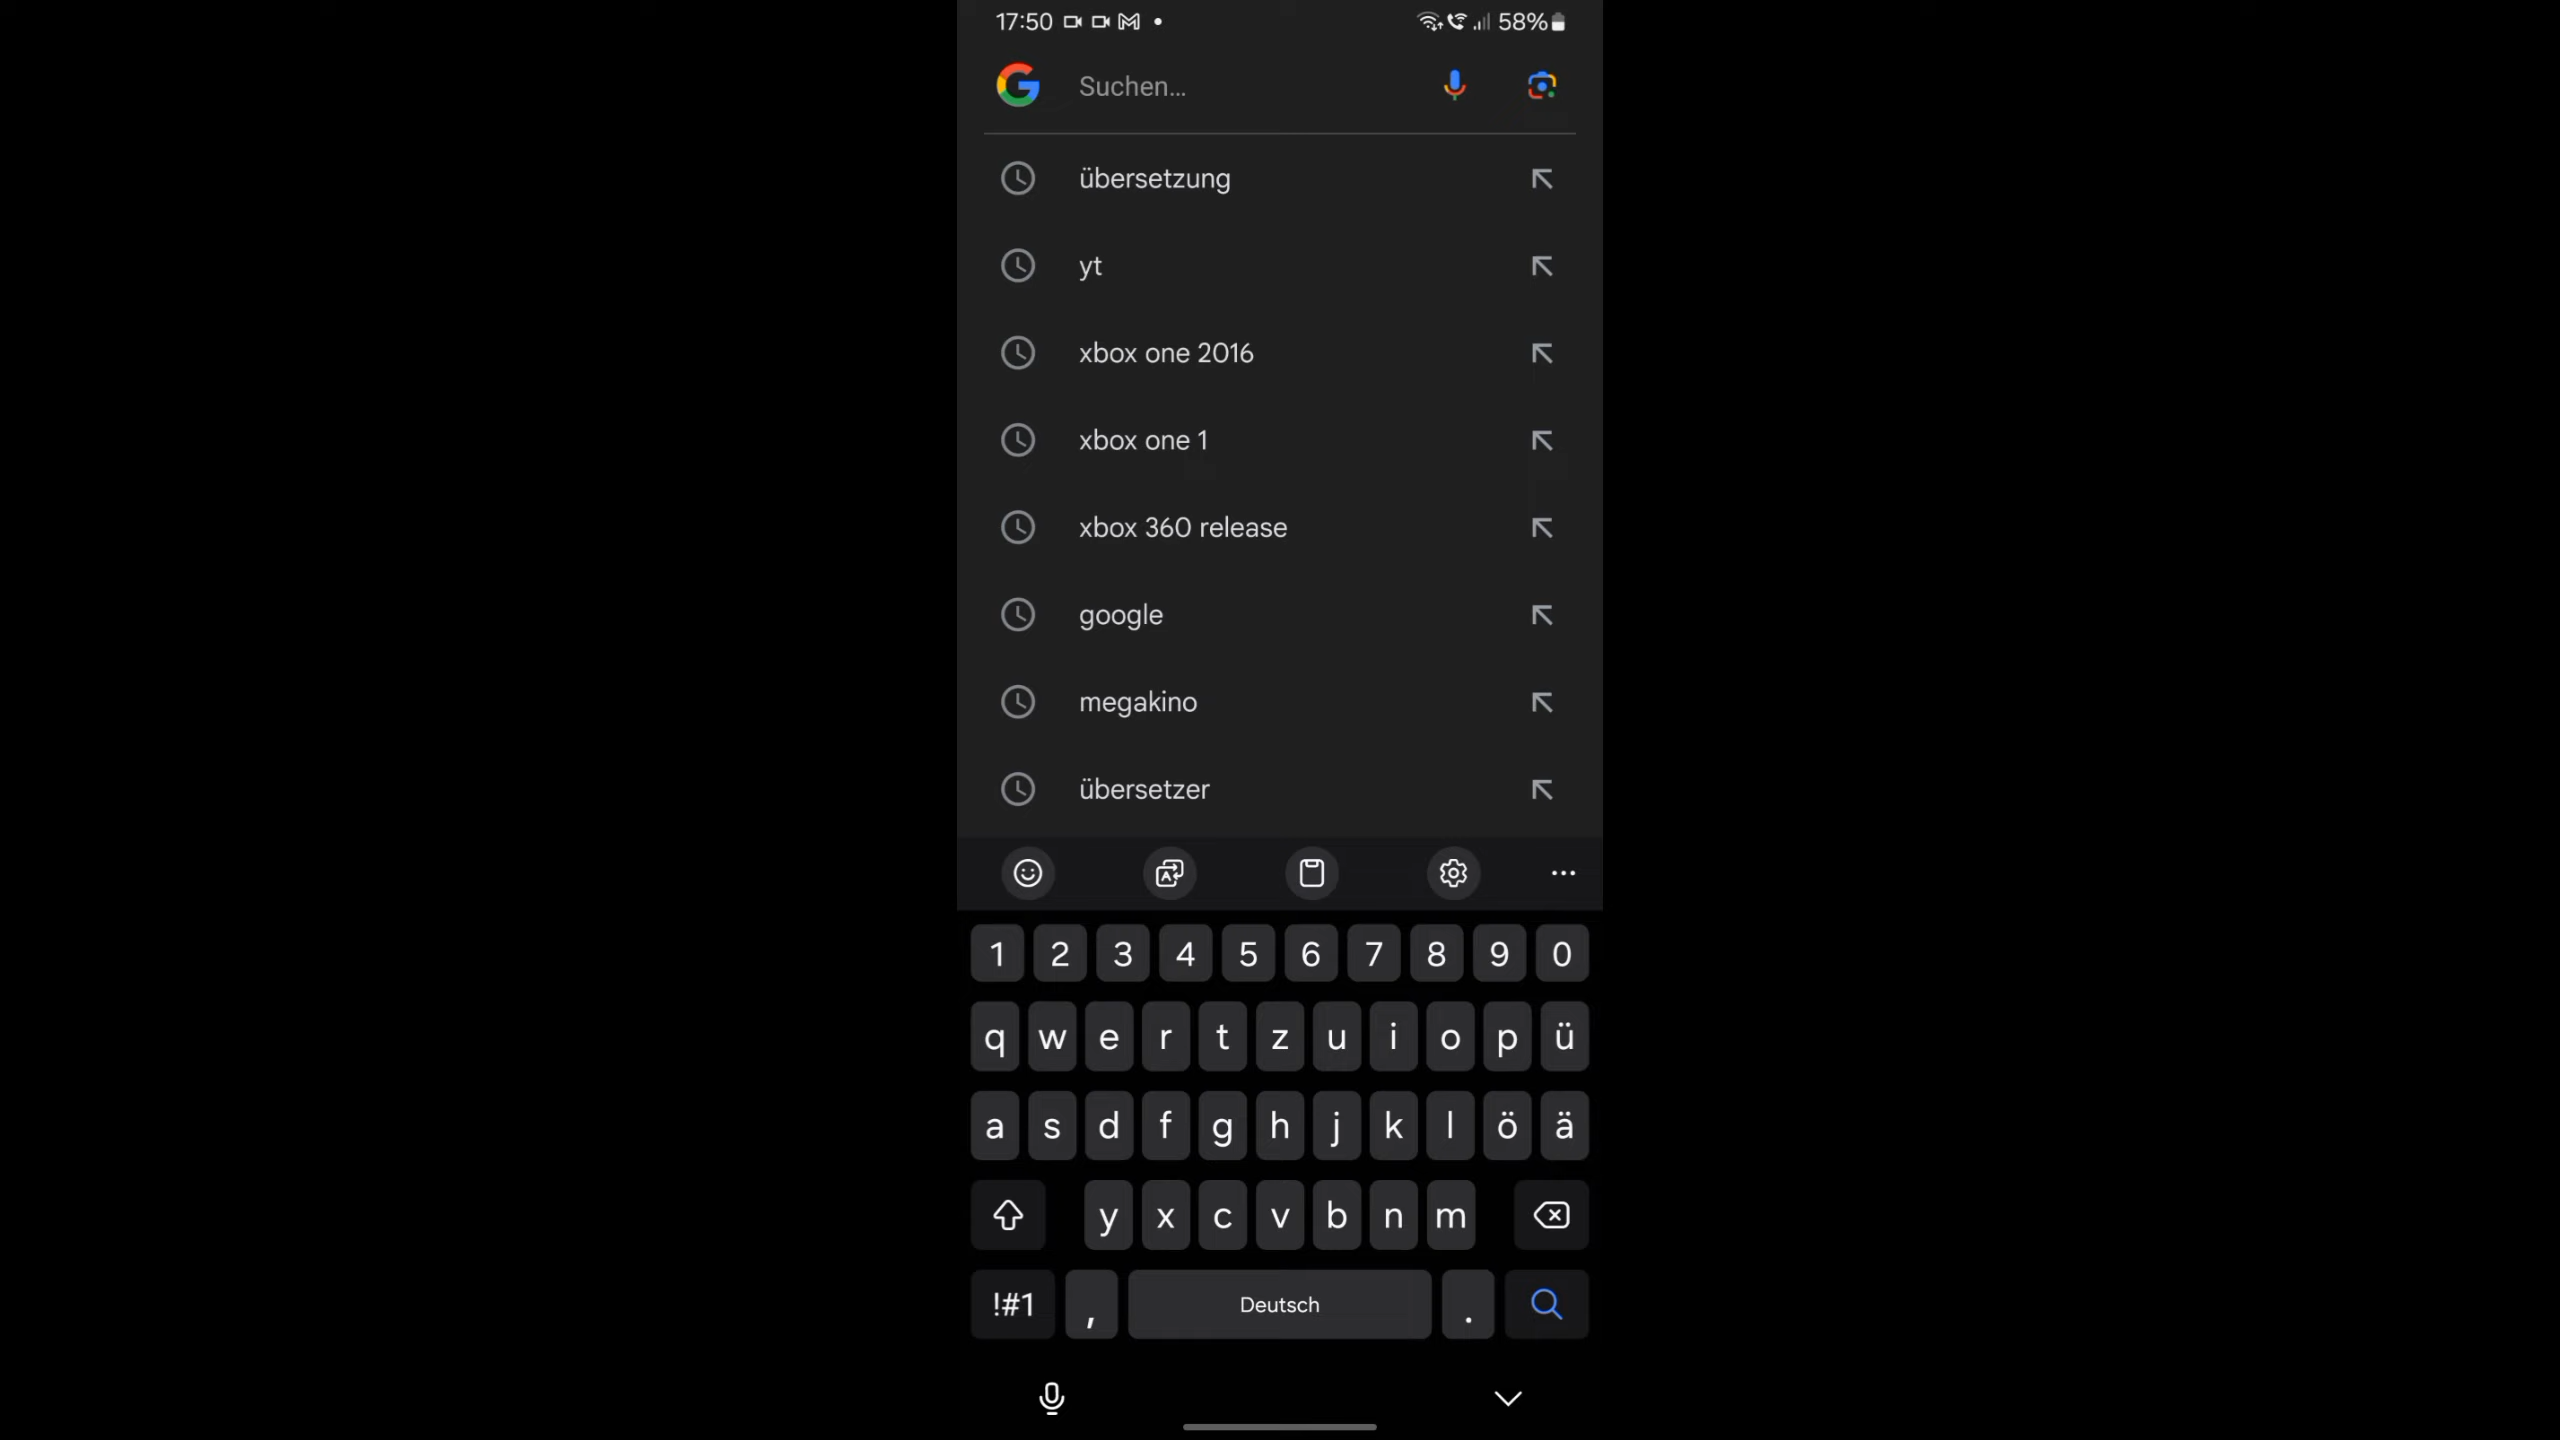 17:50 58%
Suchen...
übersetzung
yt
xbox one 2016
xbox one 1
xbox 360 release
google
megakino
übersetzer
1 2 3 4 5 6 7 8 9 0
q w e r t z u i o p ü
a s d f g h j k l ö ä
y x c v b n m
!#1 , Deutsch .